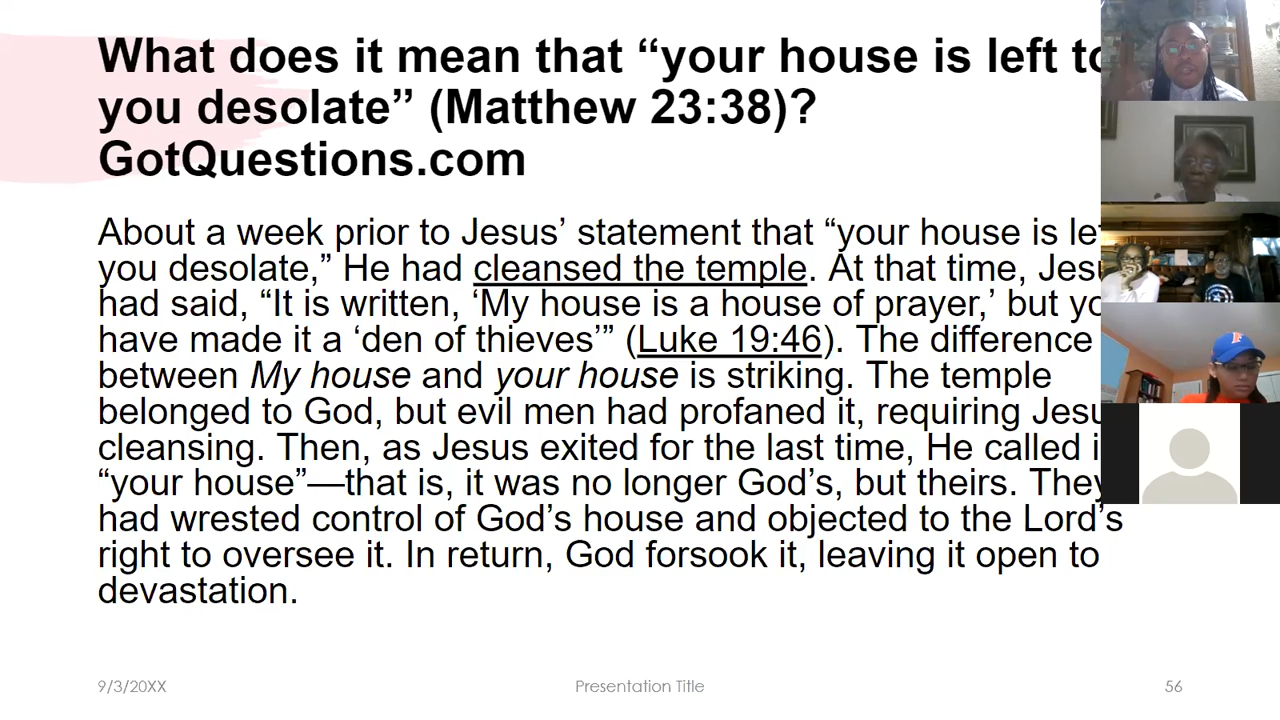 What does it mean that “your house is left to
you desolate” (Matthew 23:38)?
GotQuestions.com
About a week prior to Jesus’ statement that “your house is le
you desolate,” He had cleansed the temple. At that time, Jes
had said, “It is written, ‘My house is a house of prayer,’ but yo
have made it a ‘den of thieves’” (Luke 19:46). The difference
between My house and your house is striking. The temple
belonged to God, but evil men had profaned it, requiring Jesu
cleansing. Then, as Jesus exited for the last time, He called i
“your house”—that is, it was no longer God’s, but theirs. They
had wrested control of God’s house and objected to the Lord’s
right to oversee it. In return, God forsook it, leaving it open to
devastation.
9/3/20XX
Presentation Title
56